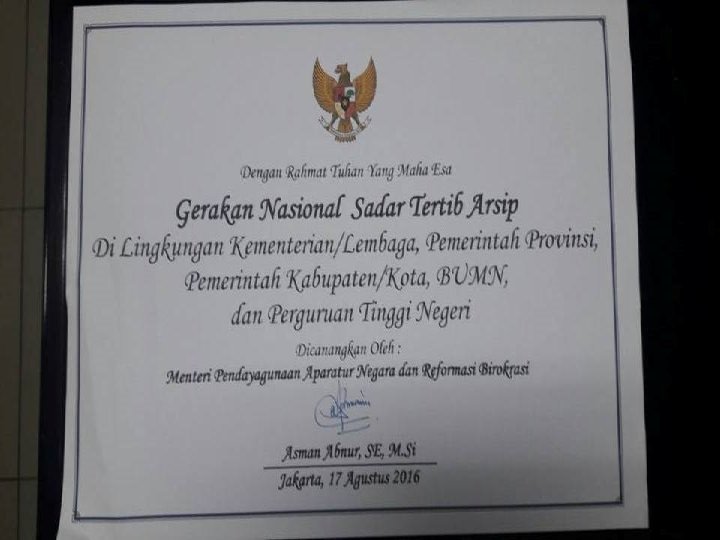 Dengan Rahmat Tuhan Yang Maha Esa
Gerakan Nasional Sadar Tertib Arsip
Di Lingkungan Kementerian/Lembaga, Pemerintah Provinsi,
Pemerintah Kabupaten/Kota, BUMN,
dan Perguruan Tinggi Negeri
Dicanangkan Oleh :
Menteri Pendayagunaan Aparatur Negara dan Reformasi Birokrasi
Asman Abnur, SE, M.Si
Jakarta, 17 Agustus 2016